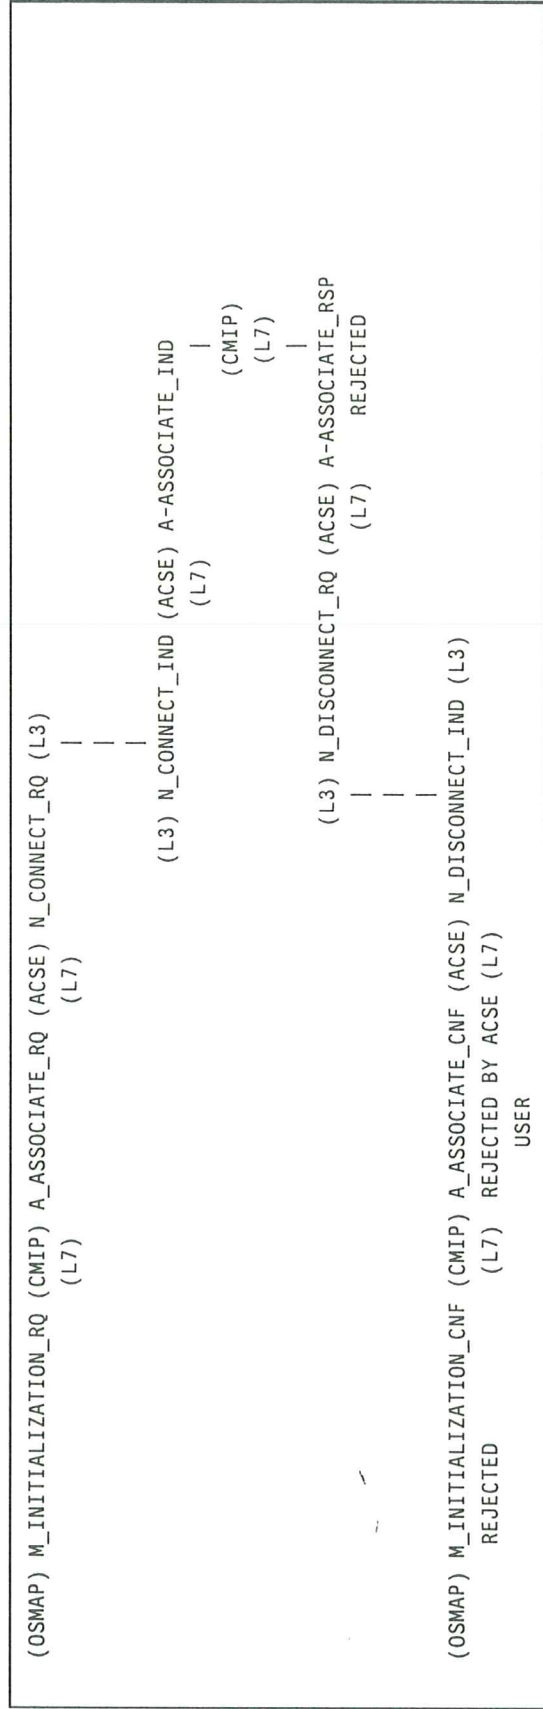 (OSMAP) M_INITIALIZATION_RQ (CMIP) A_ASSOCIATE_RQ (ACSE) N_CONNECT_RQ (L3)
(L7) (L7)
(L3) N_CONNECT_IND (ACSE) A-ASSOCIATE_IND
(L7)
(CMIP)
(L7)
(L3) N_DISCONNECT_RQ (ACSE) A-ASSOCIATE_RSP
(L7) REJECTED
(OSMAP) M_INITIALIZATION_CNF (CMIP) A_ASSOCIATE_CNF (ACSE) N_DISCONNECT_IND (L3)
REJECTED (L7) REJECTED BY ACSE (L7)
USER